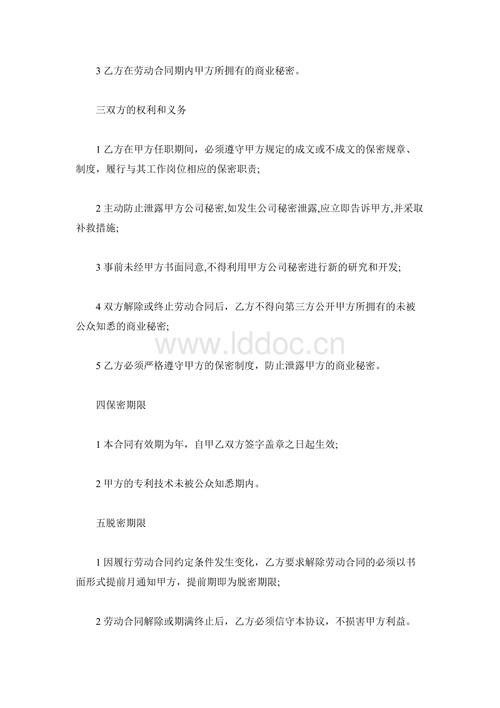 3 乙方在劳动合同期内甲方所拥有的商业秘密。
三双方的权利和义务
1 乙方在甲方任职期间，必须遵守甲方规定的成文或不成文的保密规章、
制度，履行与其工作岗位相应的保密职责;
2 主动防止泄露甲方公司秘密,如发生公司秘密泄露,应立即告诉甲方,并采取
补救措施;
3 事前未经甲方书面同意,不得利用甲方公司秘密进行新的研究和开发;
4 双方解除或终止劳动合同后，乙方不得向第三方公开甲方所拥有的未被
公众知悉的商业秘密;
www.lddoc.cn
5 乙方必须严格遵守甲方的保密制度，防止泄露甲方的商业秘密。
四保密期限
1 本合同有效期为年，自甲乙双方签字盖章之日起生效;
2 甲方的专利技术未被公众知悉期内。
五脱密期限
1 因履行劳动合同约定条件发生变化，乙方要求解除劳动合同的必须以书
面形式提前月通知甲方，提前期即为脱密期限;
2 劳动合同解除或期满终止后，乙方必须信守本协议，不损害甲方利益。